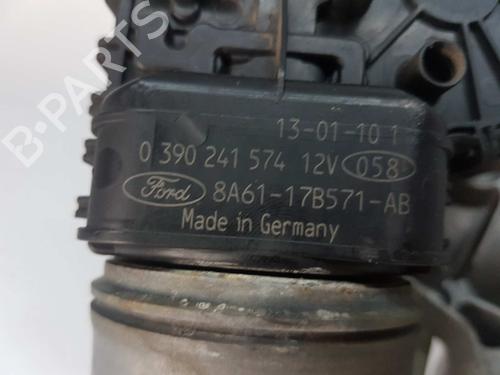 B-PARTS
13-01-10 1
0 390 241 574 12V 058
Ford 8A61-17B571-AB
Made in Germany